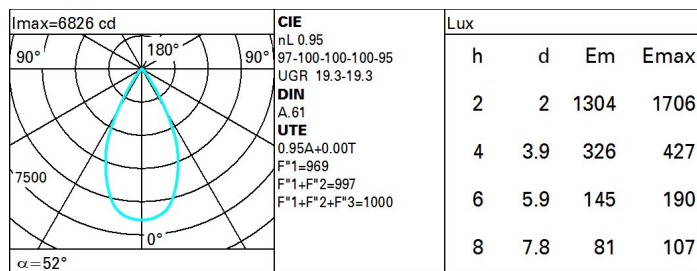 Imax=6826 cd
90°
180°
90°
7500
0°
α=52°
CIE
nL 0.95
97-100-100-100-95
UGR 19.3-19.3
DIN
A.61
UTE
0.95A+0.00T
F"1=969
F"1+F"2=997
F"1+F"2+F"3=1000
Lux
h d Em Emax
2 2 1304 1706
4 3.9 326 427
6 5.9 145 190
8 7.8 81 107